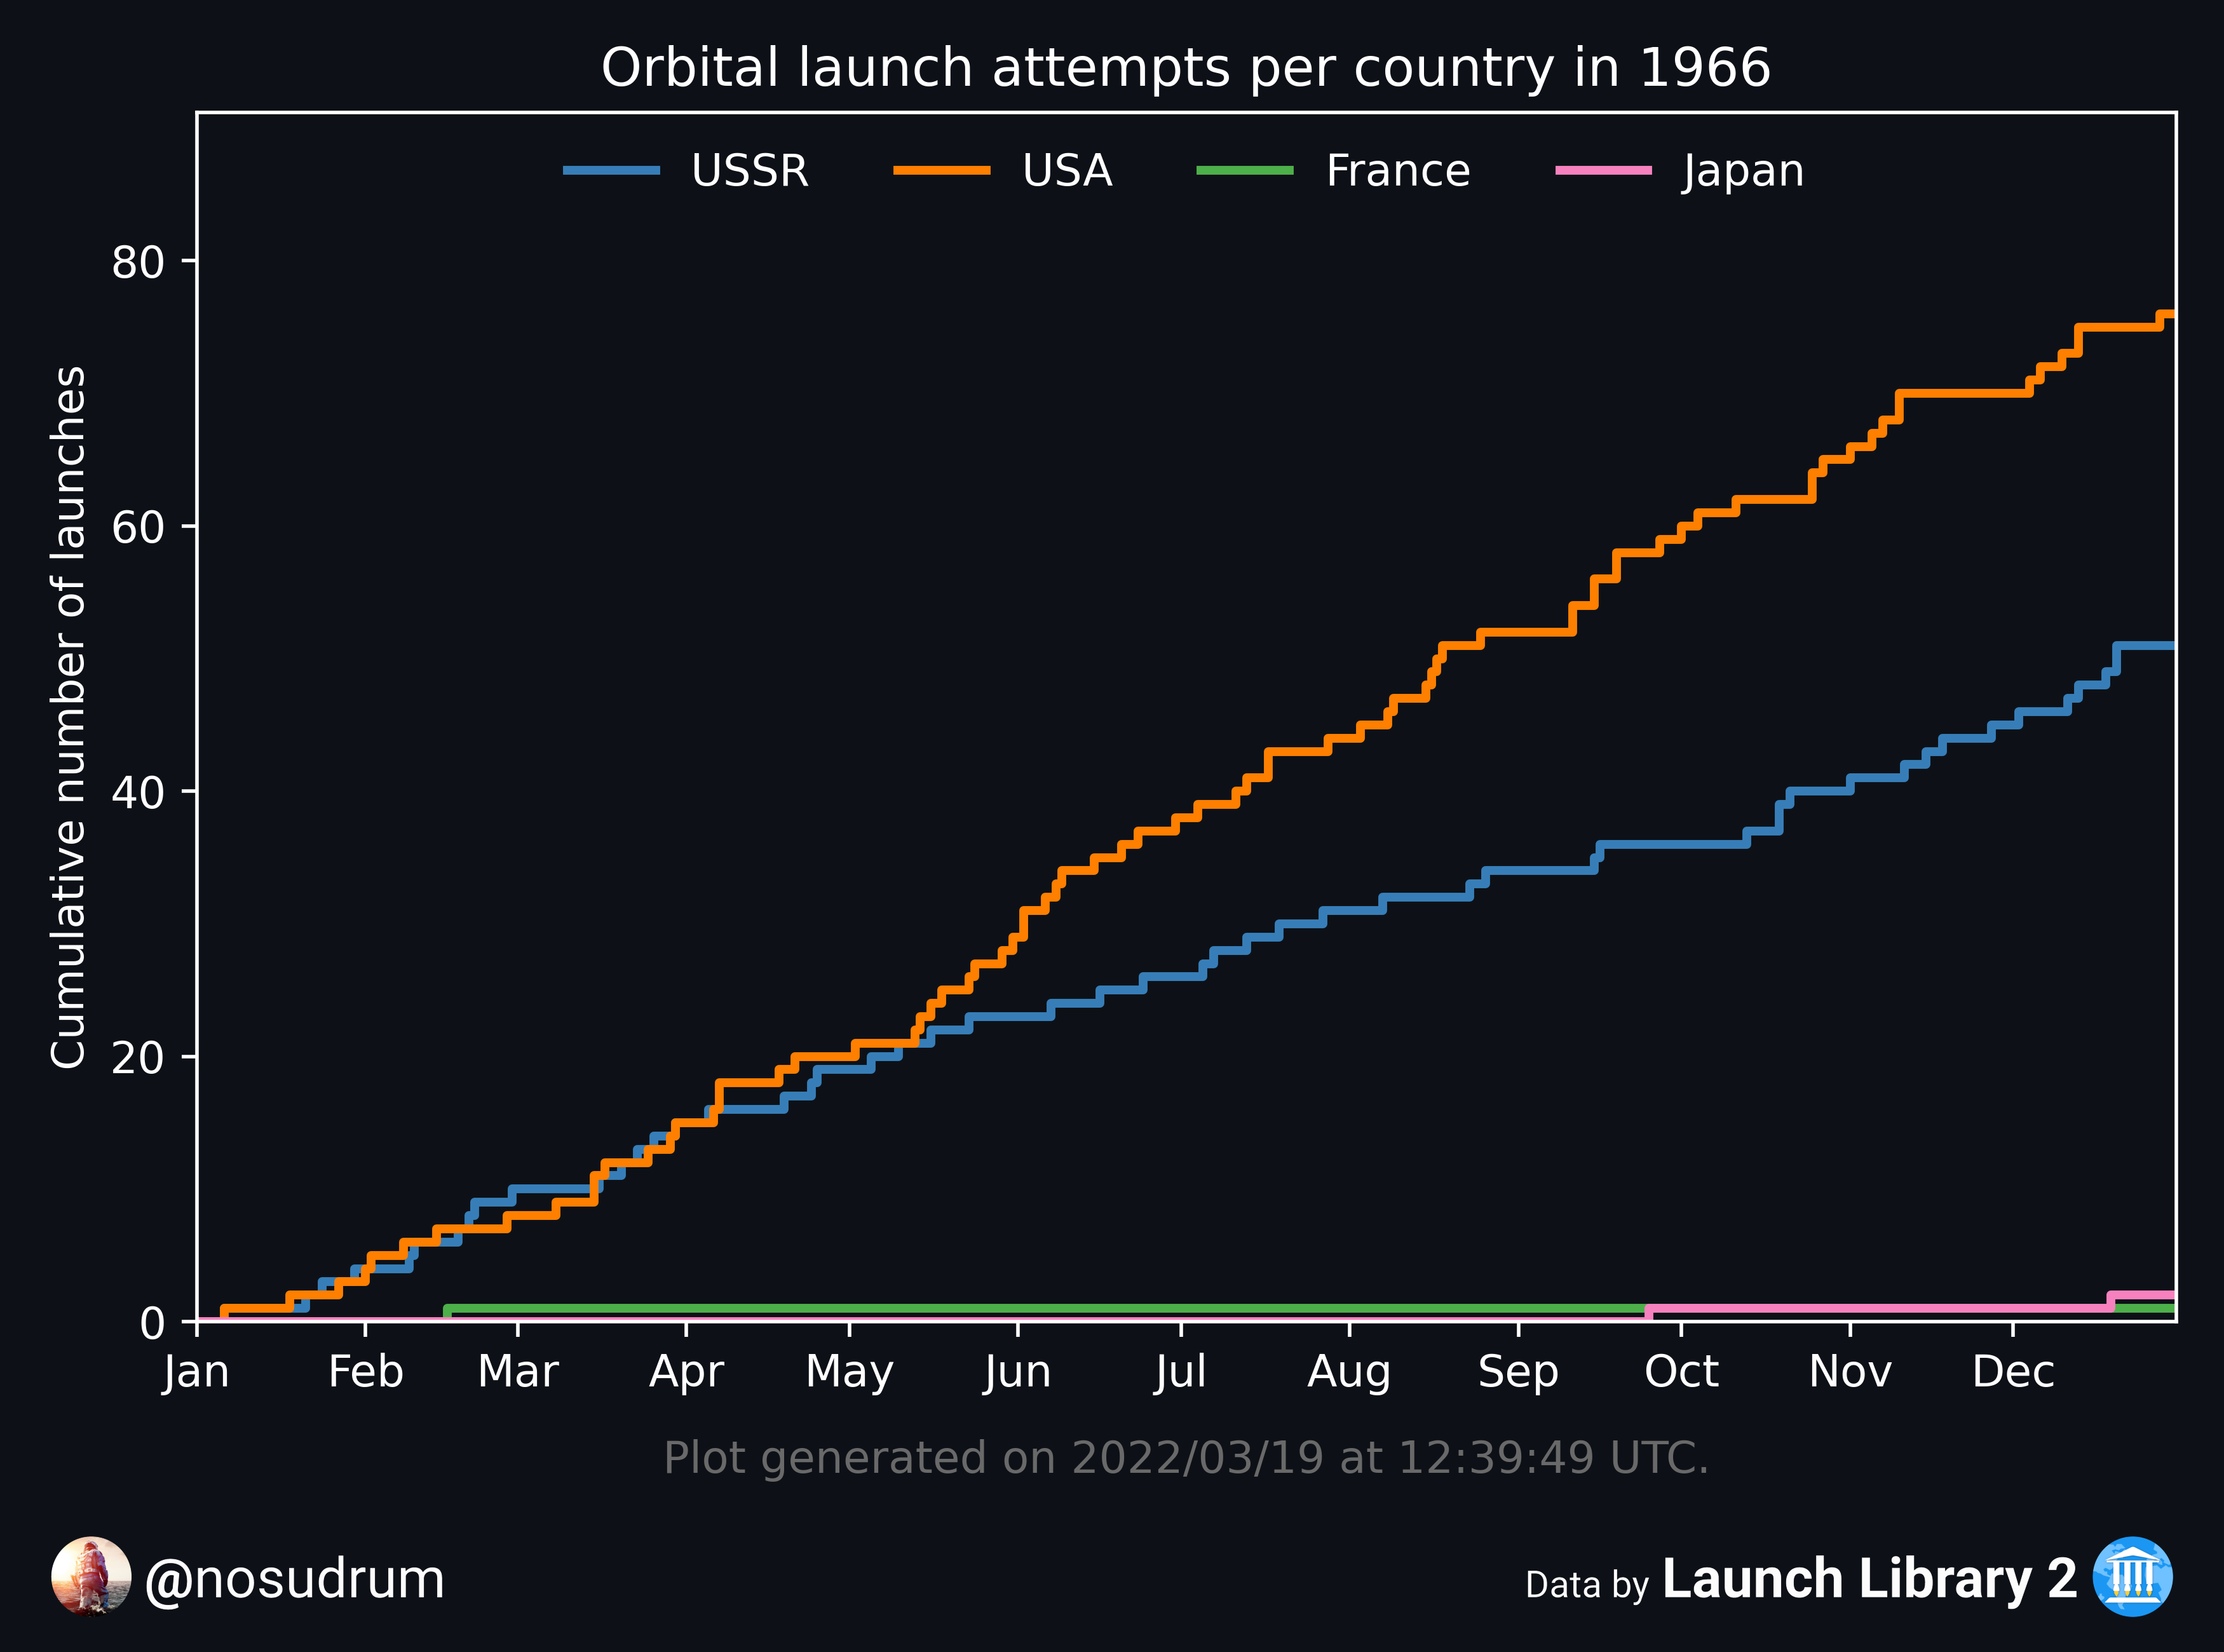 Orbital launch attempts per country in 1966
USSR USA France Japan
Cumulative number of launches
80
60
40
20
0
Jan Feb Mar Apr May Jun Jul Aug Sep Oct Nov Dec
Plot generated on 2022/03/19 at 12:39:49 UTC.
@nosudrum
Data by Launch Library 2